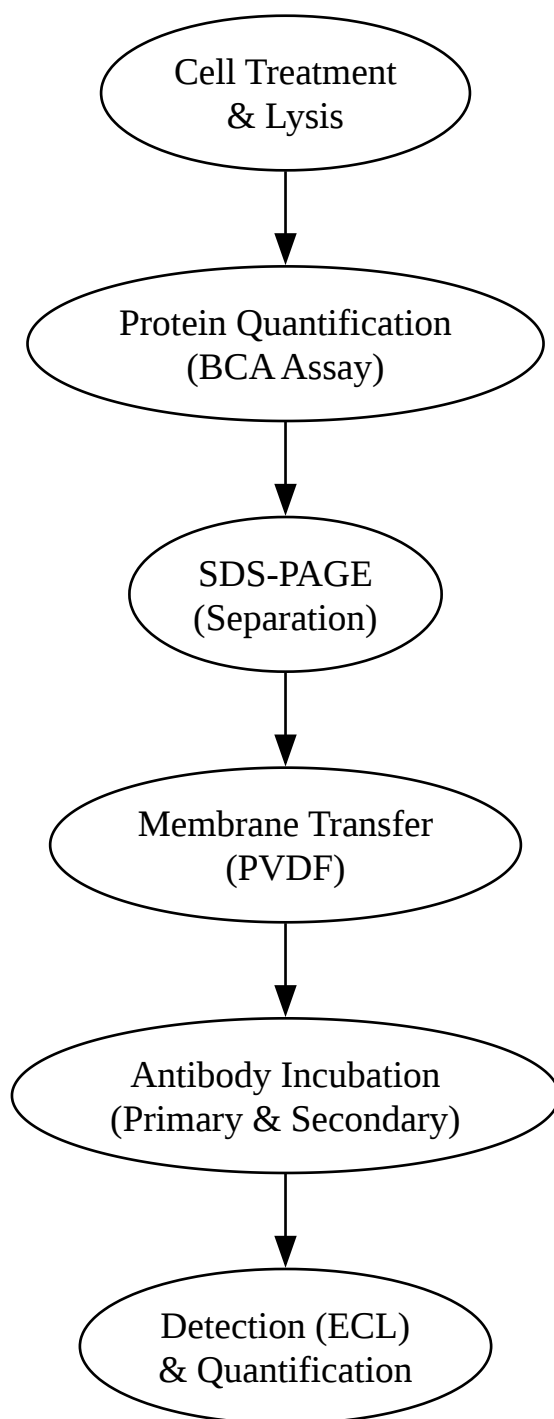 Cell Treatment
& Lysis
Protein Quantification
(BCA Assay)
SDS-PAGE
(Separation)
Membrane Transfer
(PVDF)
Antibody Incubation
(Primary & Secondary)
Detection (ECL)
& Quantification